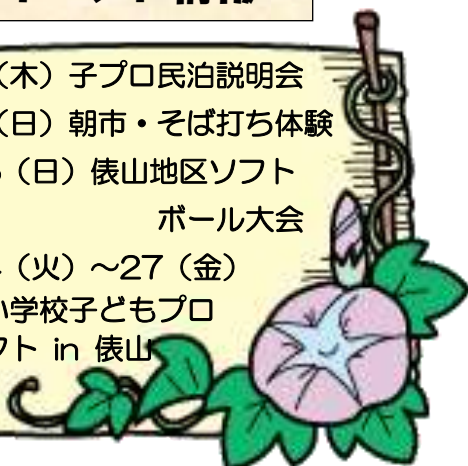 （木）子プロ民泊説明会
（日）朝市・そば打ち体験
（日）俵山地区ソフト
ボール大会
（火）～27（金）
小学校子どもプロ
クト in 俵山